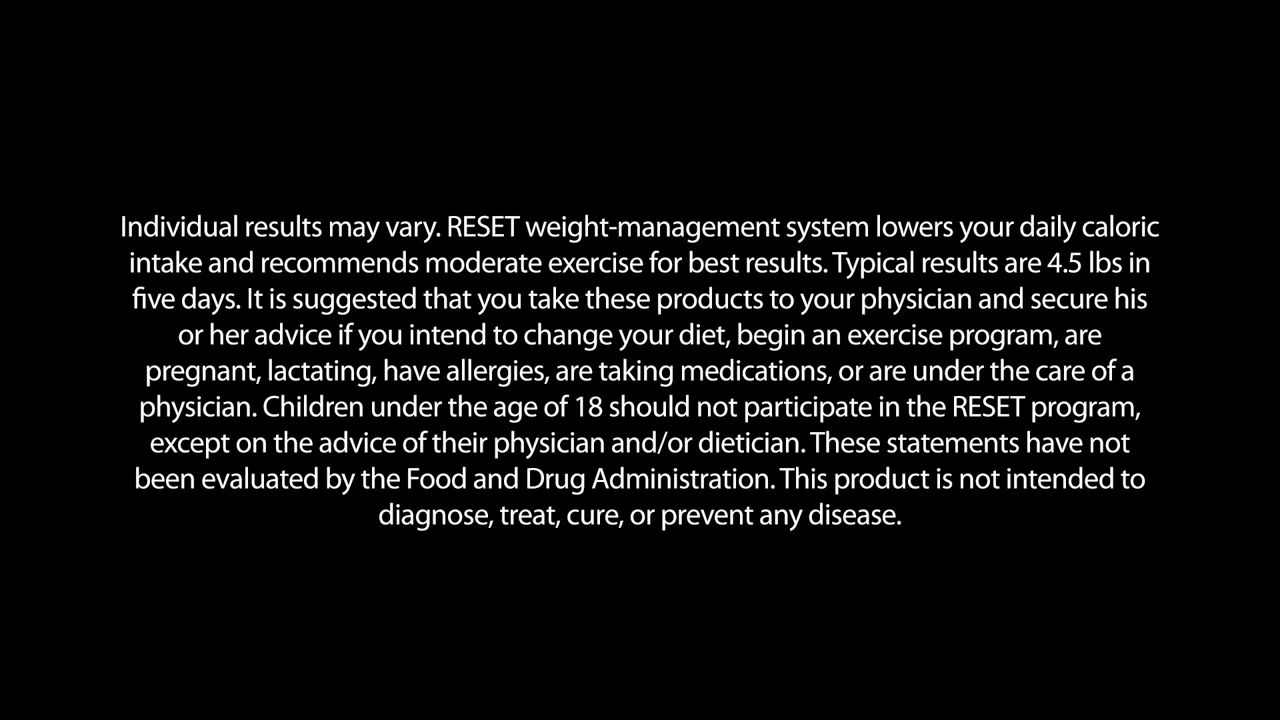 Individual results may vary. RESET weight-management system lowers your daily caloric
intake and recommends moderate exercise for best results. Typical results are 4.5 lbs in
five days. It is suggested that you take these products to your physician and secure his
or her advice if you intend to change your diet, begin an exercise program, are
pregnant, lactating, have allergies, are taking medications, or are under the care of a
physician. Children under the age of 18 should not participate in the RESET program,
except on the advice of their physician and/or dietician. These statements have not
been evaluated by the Food and Drug Administration. This product is not intended to
diagnose, treat, cure, or prevent any disease.